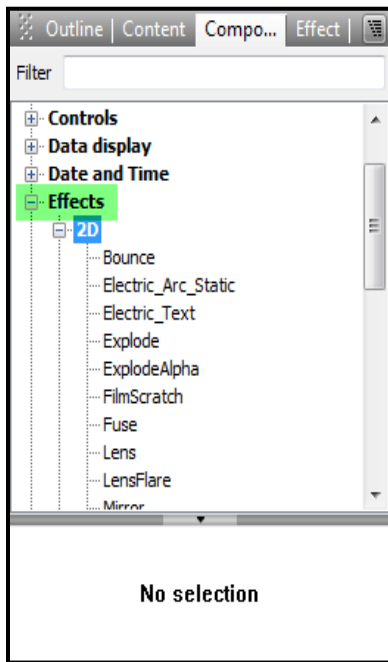 Outline | Content Compo... Effect |
Filter
Controls
Data display
Date and Time
Effects
2D
Bounce
Electric_Arc_Static
Electric_Text
Explode
ExplodeAlpha
FilmScratch
Fuse
Lens
LensFlare
Mirror
No selection